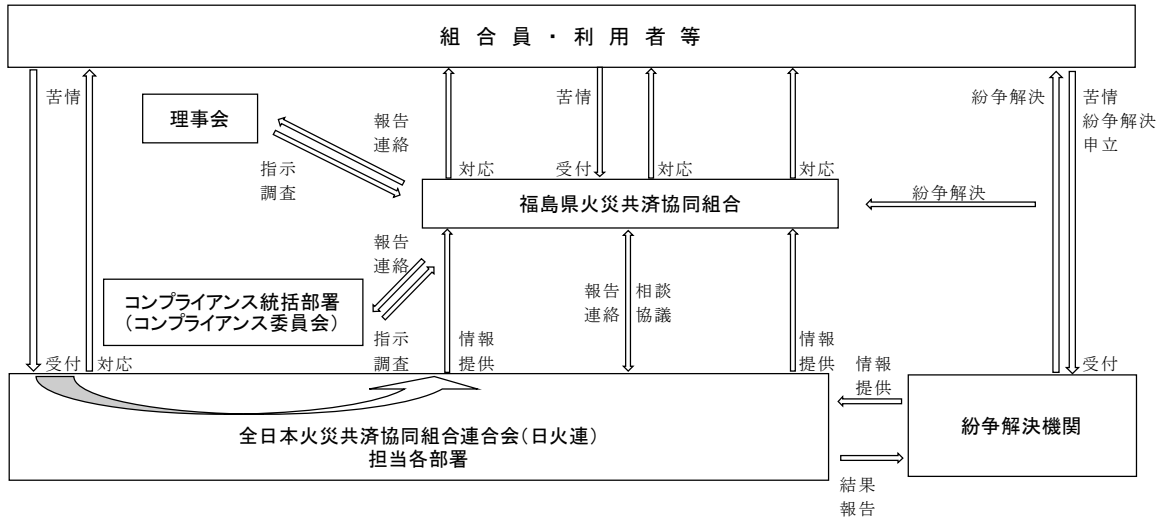 組合員・利用者等
苦情
苦情
紛争解決
苦情
紛争解決
申立
理事会
報告
連絡
指示
調査
対応
受付
対応
対応
福島県火災共済協同組合
紛争解決
報告
連絡
コンプライアンス統括部署
（コンプライアンス委員会）
報告
連絡
相談
協議
指示
調査
情報
提供
情報
提供
受付
対応
情報
提供
受付
全日本火災共済協同組合連合会（日火連）
担当各部署
紛争解決機関
結果
報告